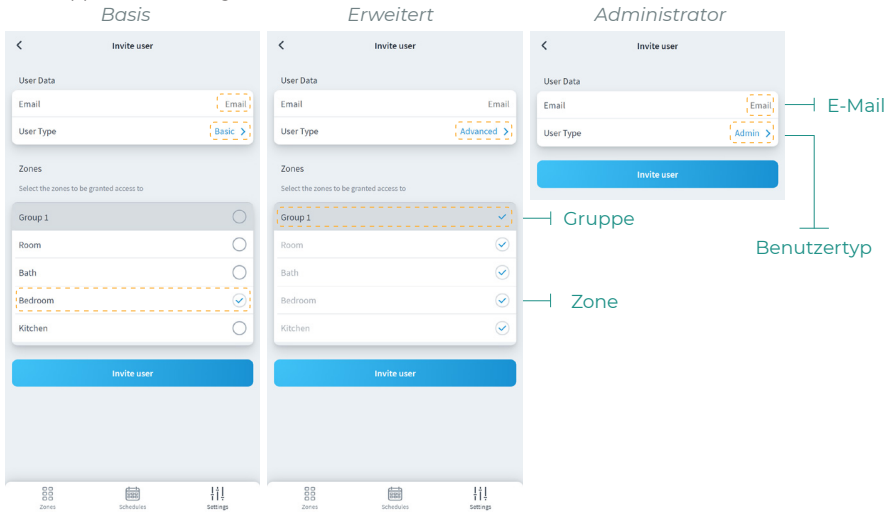 Basis
Invite user
User Data
Email Email
User Type Basic
Zones
Select the zones to be granted access to
Group 1
Room
Bath
Bedroom
Kitchen
Invite user
Zones Schedules Settings
Erweitert
Invite user
User Data
Email Email
User Type Advanced
Zones
Select the zones to be granted access to
Group 1
Room
Bath
Bedroom
Kitchen
Invite user
Zones Schedules Settings
Administrator
Invite user
User Data
Email Email
User Type Admin
Invite user
E-Mail
Gruppe
Benutzertyp
Zone